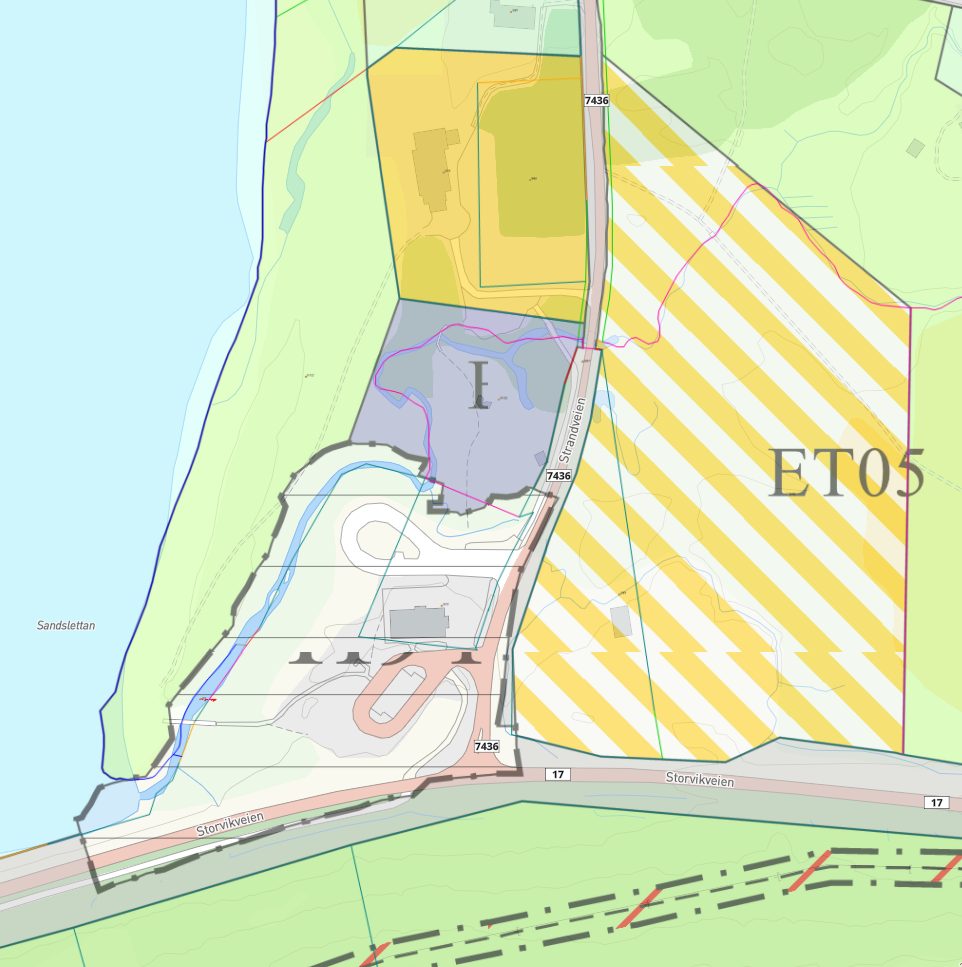 7436
ET05
Strandveien
7436
Sandslettan
7436
17
Storvikveien
17
Storvikveien